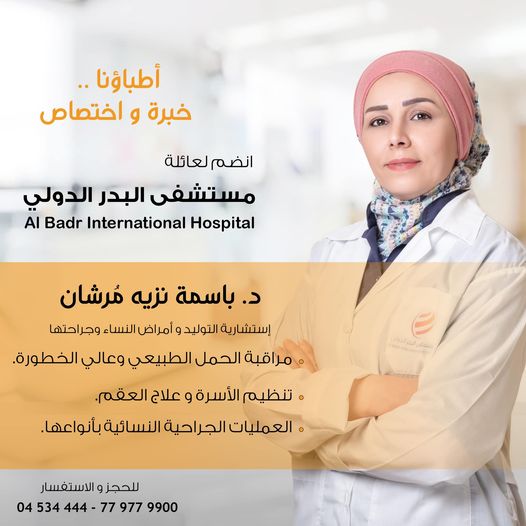 أطباؤنا ..
خبرة و اختصاص
انضم لعائلة
مستشفى البدر الدولي
Al Badr International Hospital
د. باسمة نزيه مُرشان
إستشارية التوليد و أمراض النساء وجراحتها
مراقبة الحمل الطبيعي وعالي الخطورة.
تنظيم الأسرة و علاج العقم.
العمليات الجراحية النسائية بأنواعها.
للحجز و الاستفسار
04 534 444 - 77 977 9900